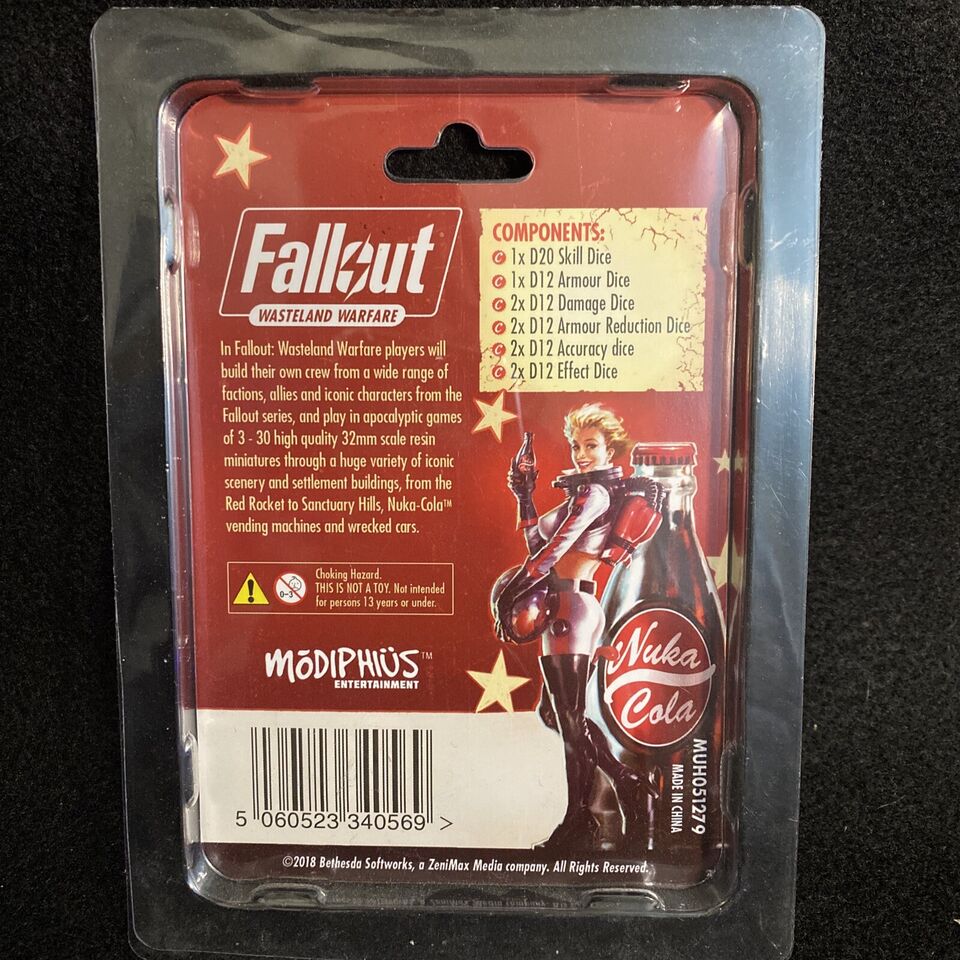 Fallout
WASTELAND WARFARE
In Fallout: Wasteland Warfare players will
build their own crew from a wide range of
factions, allies and iconic characters from the
Fallout series, and play in apocalyptic games
of 3 - 30 high quality 32mm scale resin
miniatures through a huge variety of iconic
scenery and settlement buildings, from the
Red Rocket to Sanctuary Hills, Nuka-Cola™
vending machines and wrecked cars.
COMPONENTS:
1x D20 Skill Dice
1x D12 Armour Dice
2x D12 Damage Dice
2x D12 Armour Reduction Dice
2x D12 Accuracy dice
2x D12 Effect Dice
0-3
Choking Hazard.
THIS IS NOT A TOY. Not intended
for persons 13 years or under.
MōDIPHIÜS™
ENTERTAINMENT
Nuka
Cola
MUH051279
MADE IN CHINA
5 060523 340569 >
©2018 Bethesda Softworks, a ZeniMax Media company. All Rights Reserved.